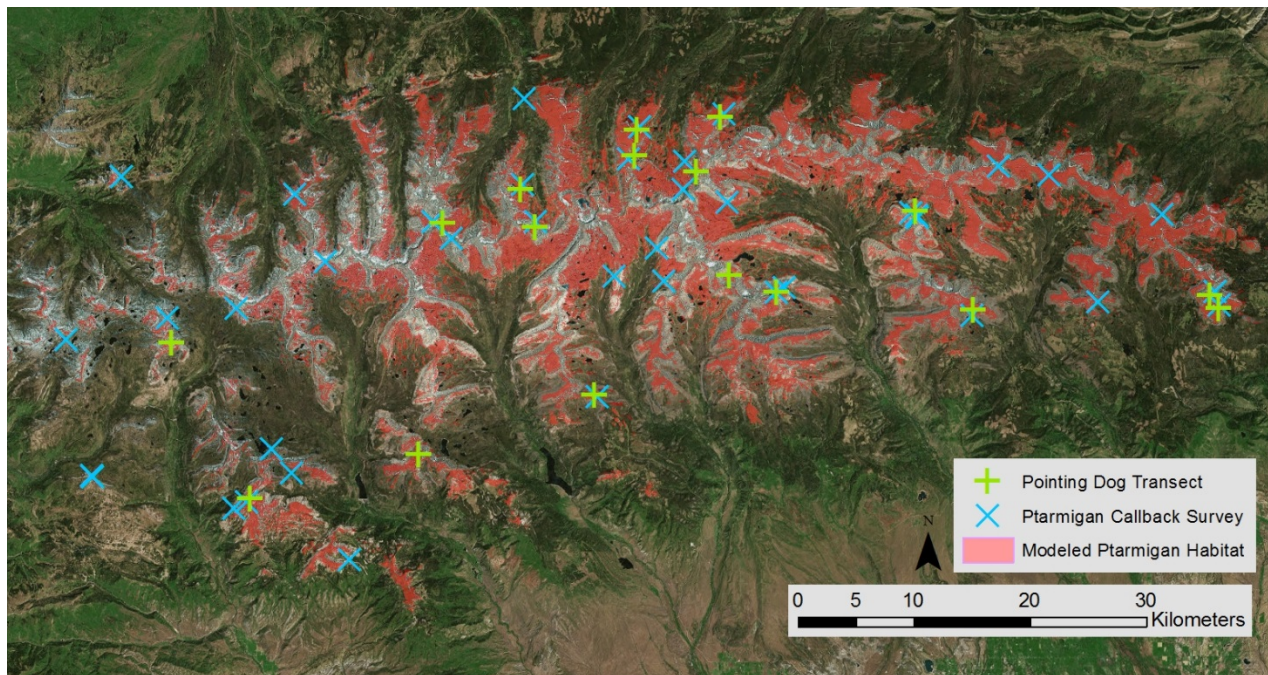 Pointing Dog Transect
Ptarmigan Callback Survey
N
Modeled Ptarmigan Habitat
0 5 10 20 30
Kilometers